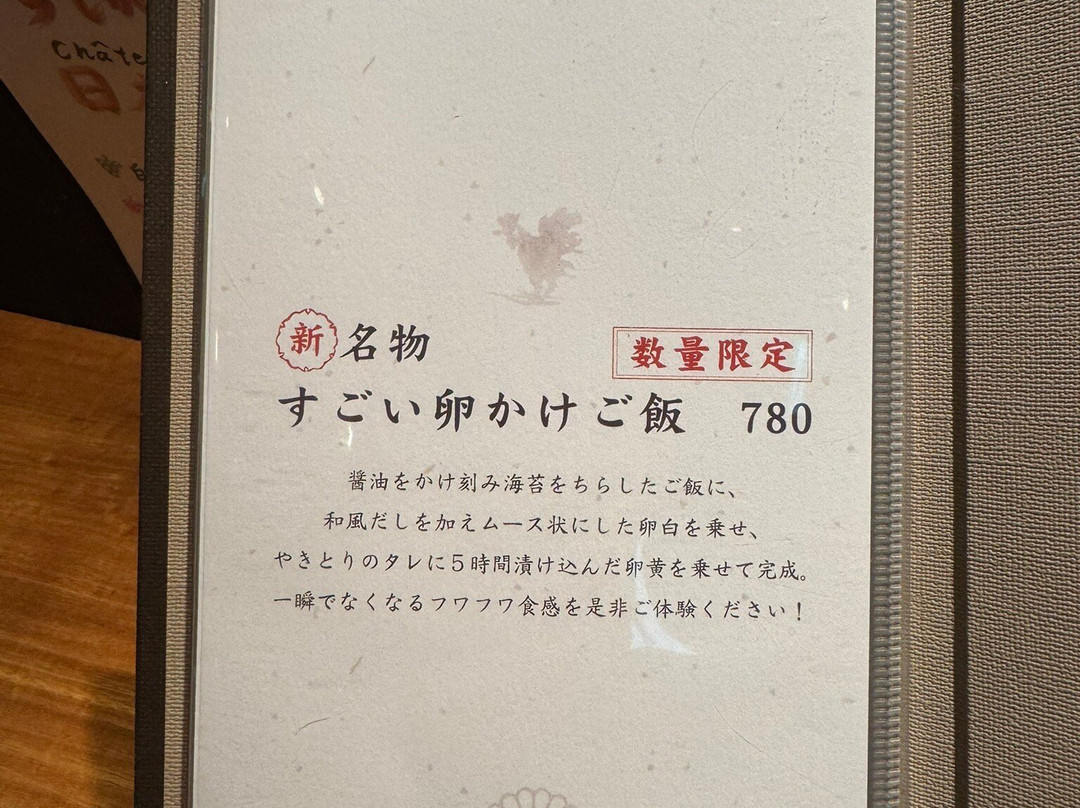 Châte
日
新名物
数量限定
すごい卵かけご飯 780
醤油をかけ刻み海苔をちらしたご飯に、
和風だしを加えムース状にした卵白を乗せ、
やきとりのタレに５時間漬け込んだ卵黄を乗せて完成。
一瞬でなくなるフワフワ食感を是非ご体験ください！